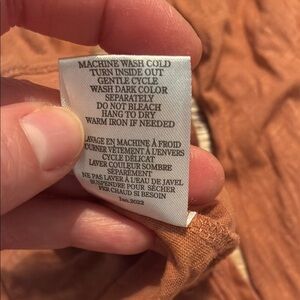 MACHINE WASH COLD
TURN INSIDE OUT
GENTLE CYCLE
WASH DARK COLOR
SEPARATELY
DO NOT BLEACH
HANG TO DRY
WARM IRON IF NEEDED
LAVAGE EN MACHINE À FROID
TOURNER VÊTEMENT À L'ENVERS
CYCLE DÉLICAT
LAVER COULEUR SOMBRE
SÉPARÉMENT
NE PAS LAVER À L'EAU DE JAVEL
SUSPENDRE POUR SÉCHER
FER CHAUD SI BESOIN
Jan.2022